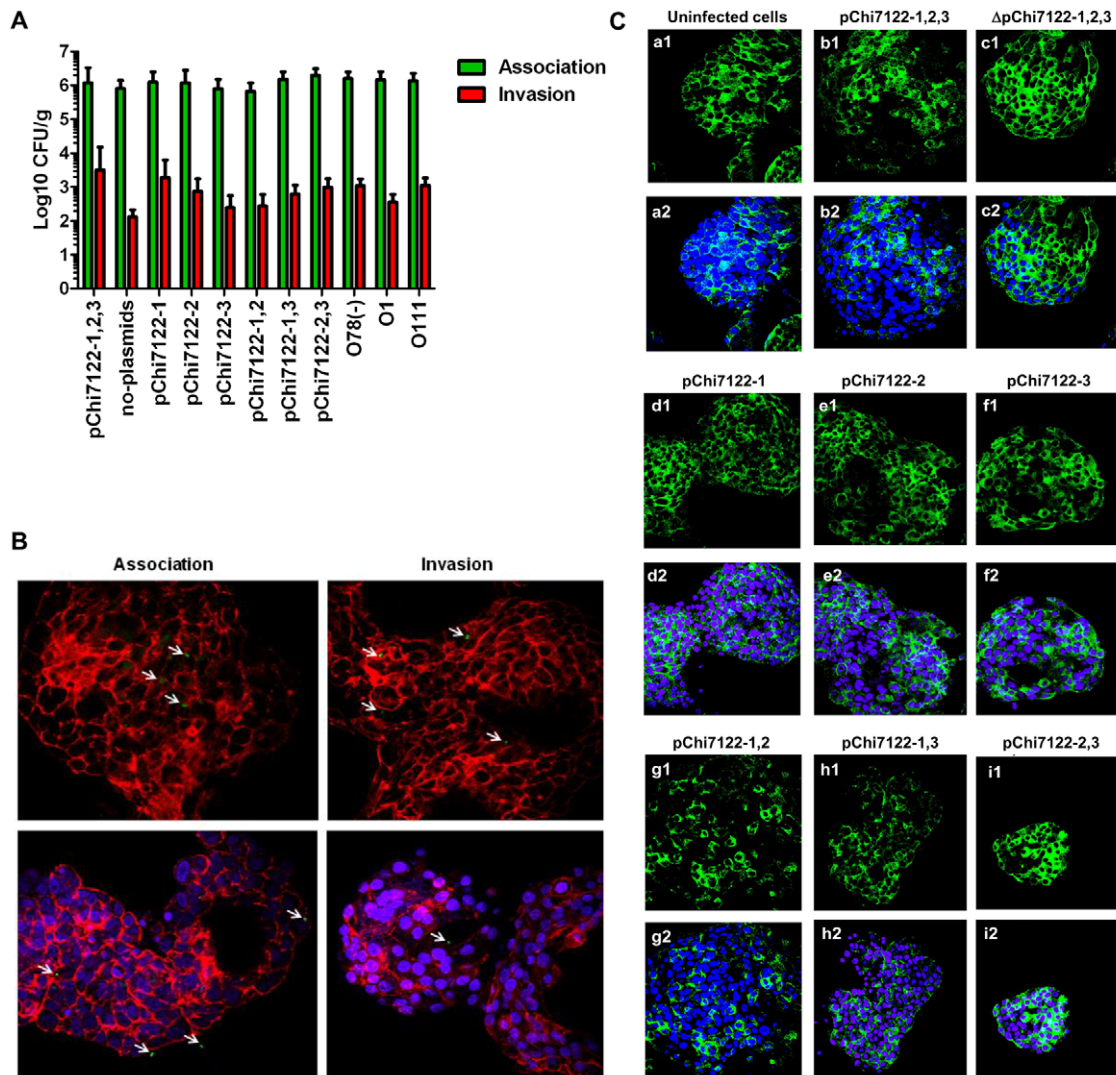 A
Log10 CFU/g
7
6
5
4
3
2
1
0
Association
Invasion
pChi7122-1,2,3
no-plasmids
pChi7122-1
pChi7122-2
pChi7122-3
pChi7122-1,2
pChi7122-1,3
pChi7122-2,3
O78(-)
O1
O111
B
Association
Invasion
C
Uninfected cells
pChi7122-1,2,3
ΔpChi7122-1,2,3
a1
b1
c1
a2
b2
c2
pChi7122-1
pChi7122-2
pChi7122-3
d1
e1
f1
d2
e2
f2
pChi7122-1,2
pChi7122-1,3
pChi7122-2,3
g1
h1
i1
g2
h2
i2